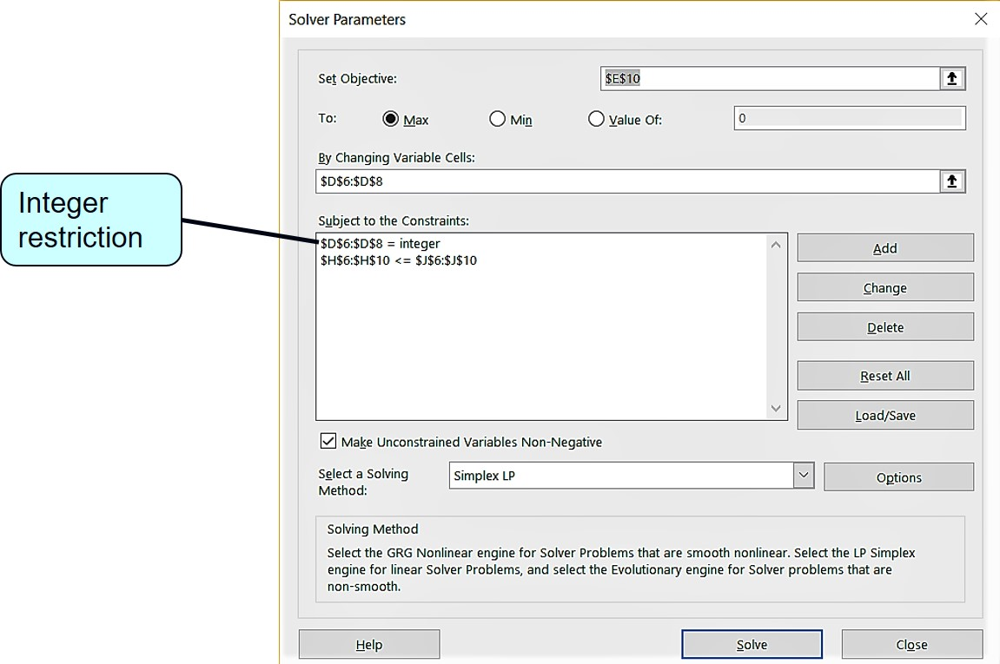 Solver Parameters
Set Objective:
$E$10
To:
Max
Min
Value Of:
0
By Changing Variable Cells:
$D$6:$D$8
Integer
restriction
Subject to the Constraints:
$D$6:$D$8 = integer
$H$6:$H$10 <= $J$6:$J$10
Add
Change
Delete
Reset All
Load/Save
Make Unconstrained Variables Non-Negative
Select a Solving
Method:
Simplex LP
Options
Solving Method
Select the GRG Nonlinear engine for Solver Problems that are smooth nonlinear. Select the LP Simplex
engine for linear Solver Problems, and select the Evolutionary engine for Solver problems that are
non-smooth.
Help
Solve
Close